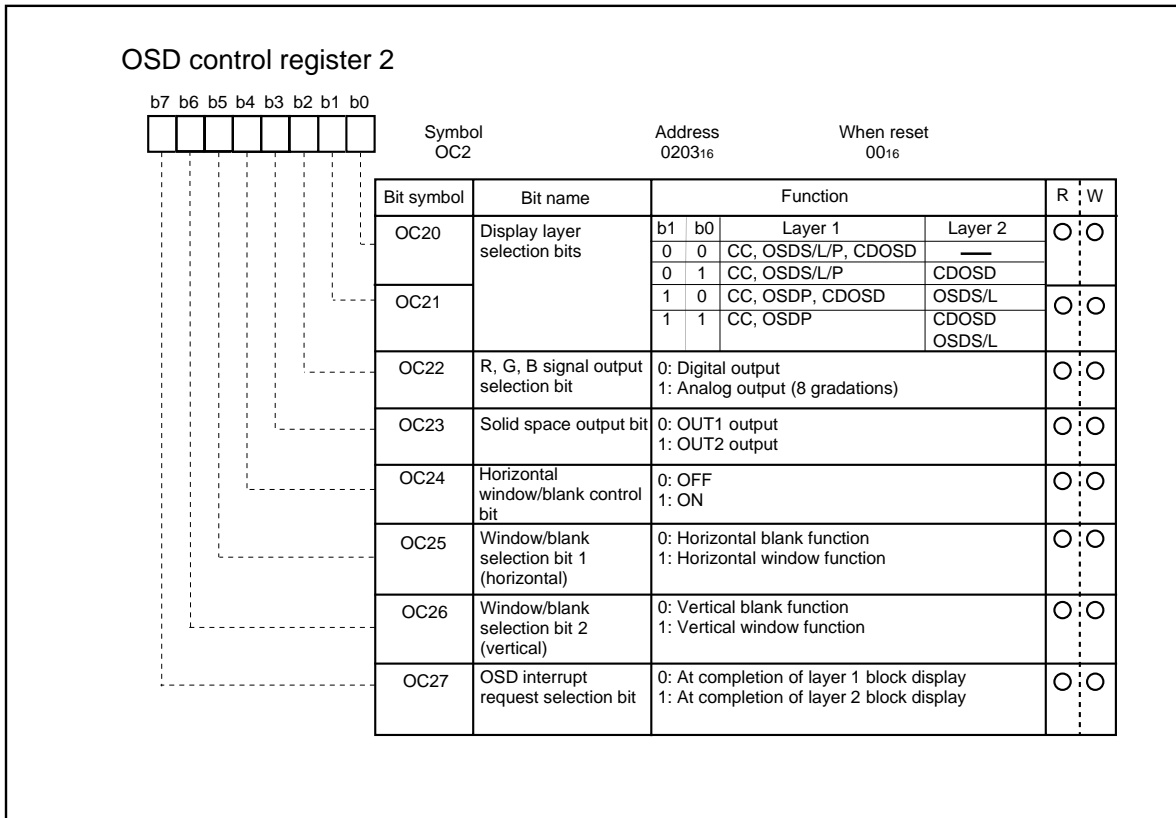 OSD control register 2
b7 b6 b5 b4 b3 b2 b1 b0
Symbol Address When reset
OC2 020316 0016
Bit symbol Bit name Function R W
OC20 Display layer selection bits
b1 b0 Layer 1 Layer 2
0 0 CC, OSDS/L/P, CDOSD —
0 1 CC, OSDS/L/P CDOSD
OC21
1 0 CC, OSDP, CDOSD OSDS/L
1 1 CC, OSDP CDOSD
OSDS/L
OC22 R, G, B signal output 0: Digital output
selection bit 1: Analog output (8 gradations)
OC23 Solid space output bit 0: OUT1 output
1: OUT2 output
OC24 Horizontal 0: OFF
window/blank control 1: ON
bit
OC25 Window/blank 0: Horizontal blank function
selection bit 1 1: Horizontal window function
(horizontal)
OC26 Window/blank 0: Vertical blank function
selection bit 2 1: Vertical window function
(vertical)
OC27 OSD interrupt 0: At completion of layer 1 block display
request selection bit 1: At completion of layer 2 block display